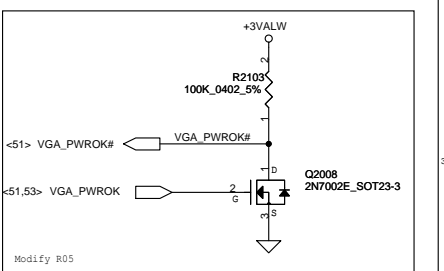 +3VALW
2
R2103
100K_0402_5%
1
<51> VGA_PWROK#
VGA_PWROK#
1 D
Q2008
2N7002E_SOT23-3
<51,53> VGA_PWROK
2
G
3 S
3
Modify R05